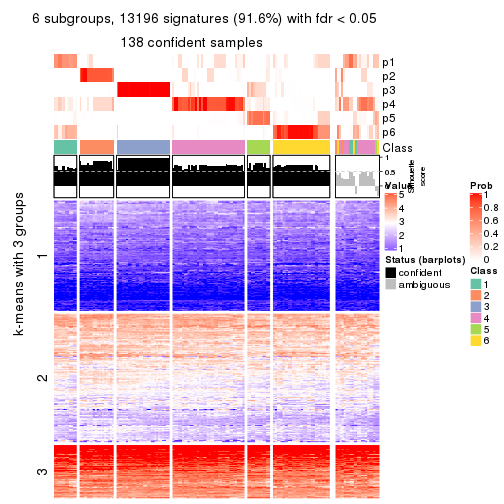 6 subgroups, 13196 signatures (91.6%) with fdr < 0.05
138 confident samples
p1
p2
p3
p4
p5
p6
Class
1
0.5
0
Silhouette
score
k-means with 3 groups
1
2
3
Value
5
4
3
2
1
Status (barplots)
confident
ambiguous
Prob
1
0.8
0.6
0.4
0.2
0
Class
1
2
3
4
5
6